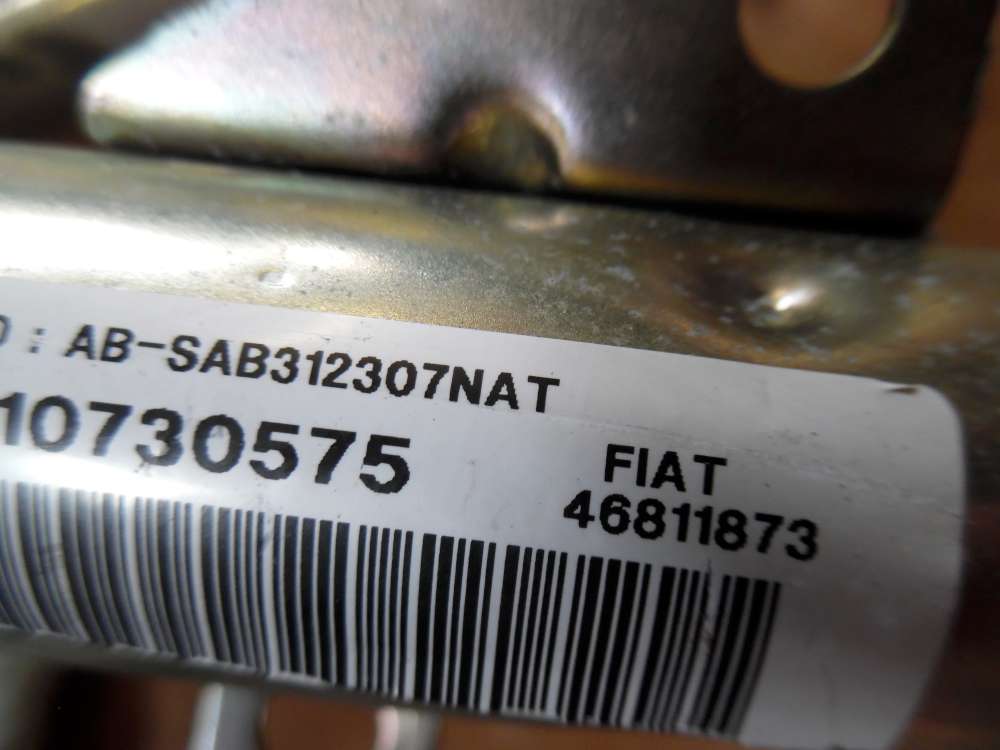 : AB-SAB312307NAT
10730575
FIAT
46811873